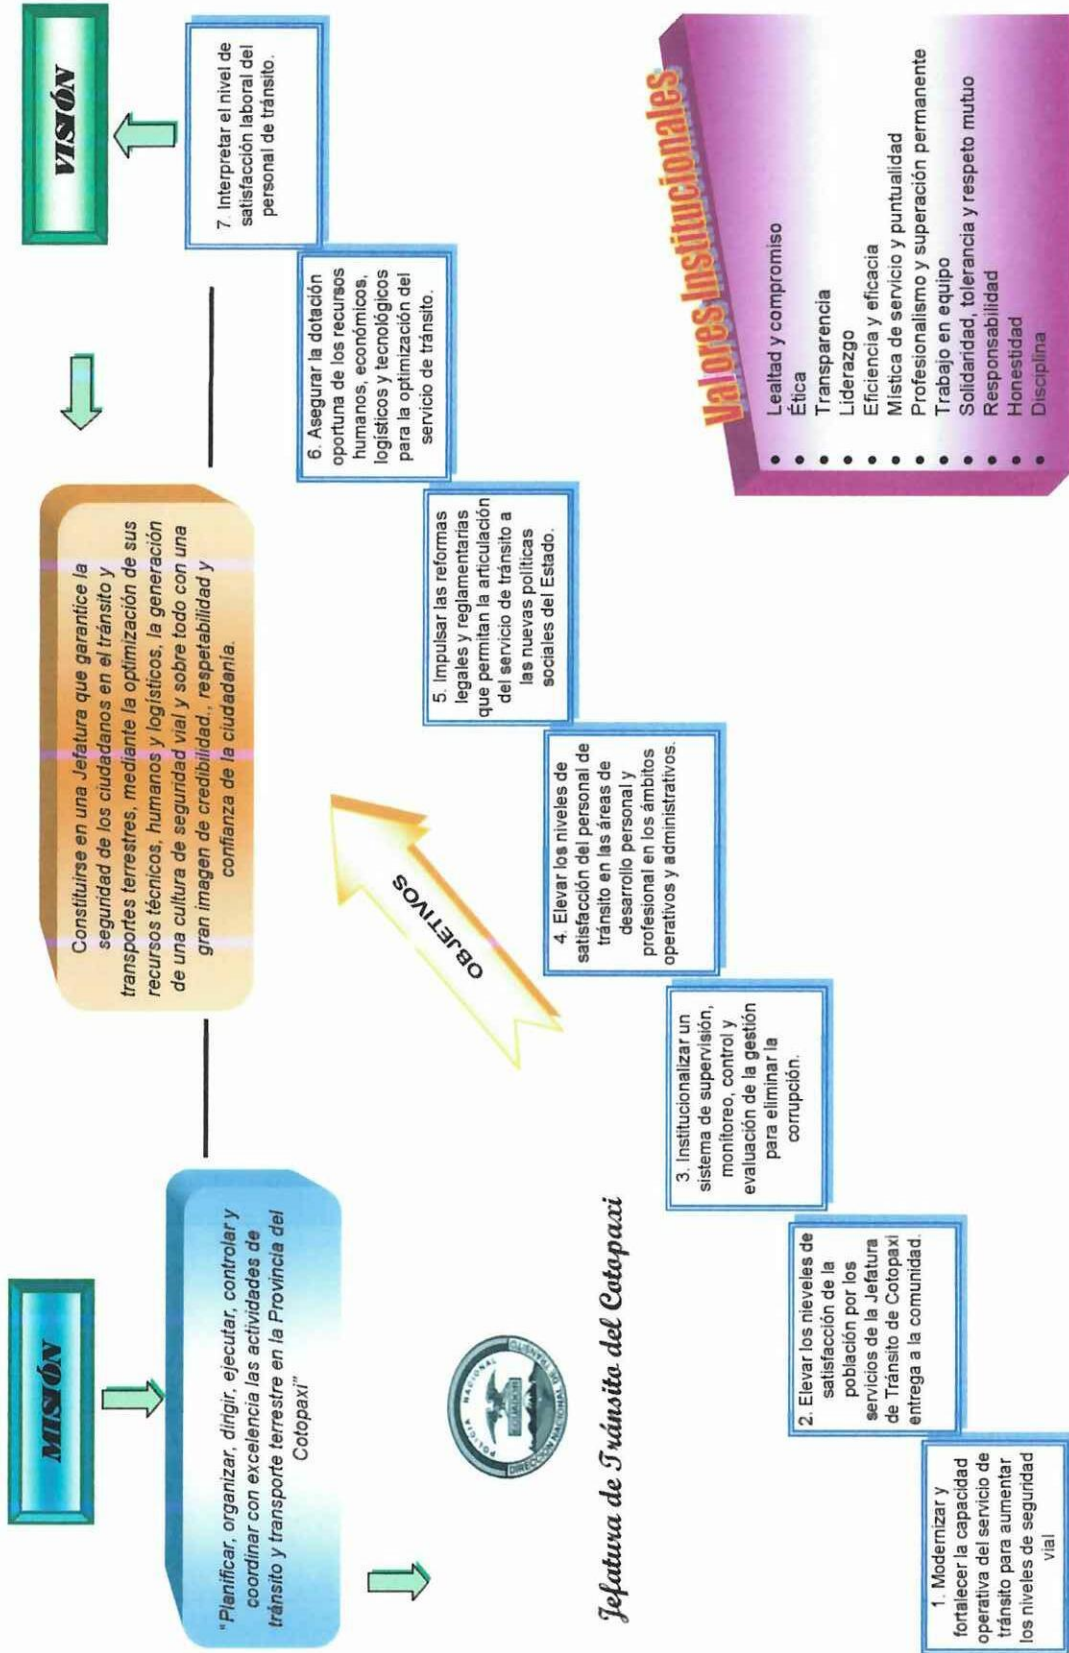 MISIÓN
"Planificar, organizar, dirigir, ejecutar, controlar y
coordinar con excelencia las actividades de
tránsito y transporte terrestre en la Provincia del
Cotopaxi"
VISIÓN
Constituirse en una Jefatura que garantice la
seguridad de los ciudadanos en el tránsito y
transportes terrestres, mediante la optimización de sus
recursos técnicos, humanos y logísticos, la generación
de una cultura de seguridad vial y sobre todo con una
gran imagen de credibilidad., respetabilidad y
confianza de la ciudadanía.
POLICIA NACIONAL
ECUADOR
DIRECCION NACIONAL DE TRANSITO
Jefatura de Tránsito del Cotopaxi
OBJETIVOS
1. Modernizar y
fortalecer la capacidad
operativa del servicio de
tránsito para aumentar
los niveles de seguridad
vial
2. Elevar los nieveles de
satisfacción de la
población por los
servicios de la Jefatura
de Tránsito de Cotopaxi
entrega a la comunidad.
3. Institucionalizar un
sistema de supervisión,
monitoreo, control y
evaluación de la gestión
para eliminar la
corrupción.
4. Elevar los niveles de
satisfacción del personal de
tránsito en las áreas de
desarrollo personal y
profesional en los ámbitos
operativos y administrativos.
5. Impulsar las reformas
legales y reglamentarias
que permitan la articulación
del servicio de tránsito a
las nuevas políticas
sociales del Estado.
6. Asegurar la dotación
oportuna de los recursos
humanos, económicos,
logísticos y tecnológicos
para la optimización del
servicio de tránsito.
7. Interpretar el nivel de
satisfacción laboral del
personal de tránsito.
Valores Institucionales
• Lealtad y compromiso
• Ética
• Transparencia
• Liderazgo
• Eficiencia y eficacia
• Mística de servicio y puntualidad
• Profesionalismo y superación permanente
• Trabajo en equipo
• Solidaridad, tolerancia y respeto mutuo
• Responsabilidad
• Honestidad
• Disciplina